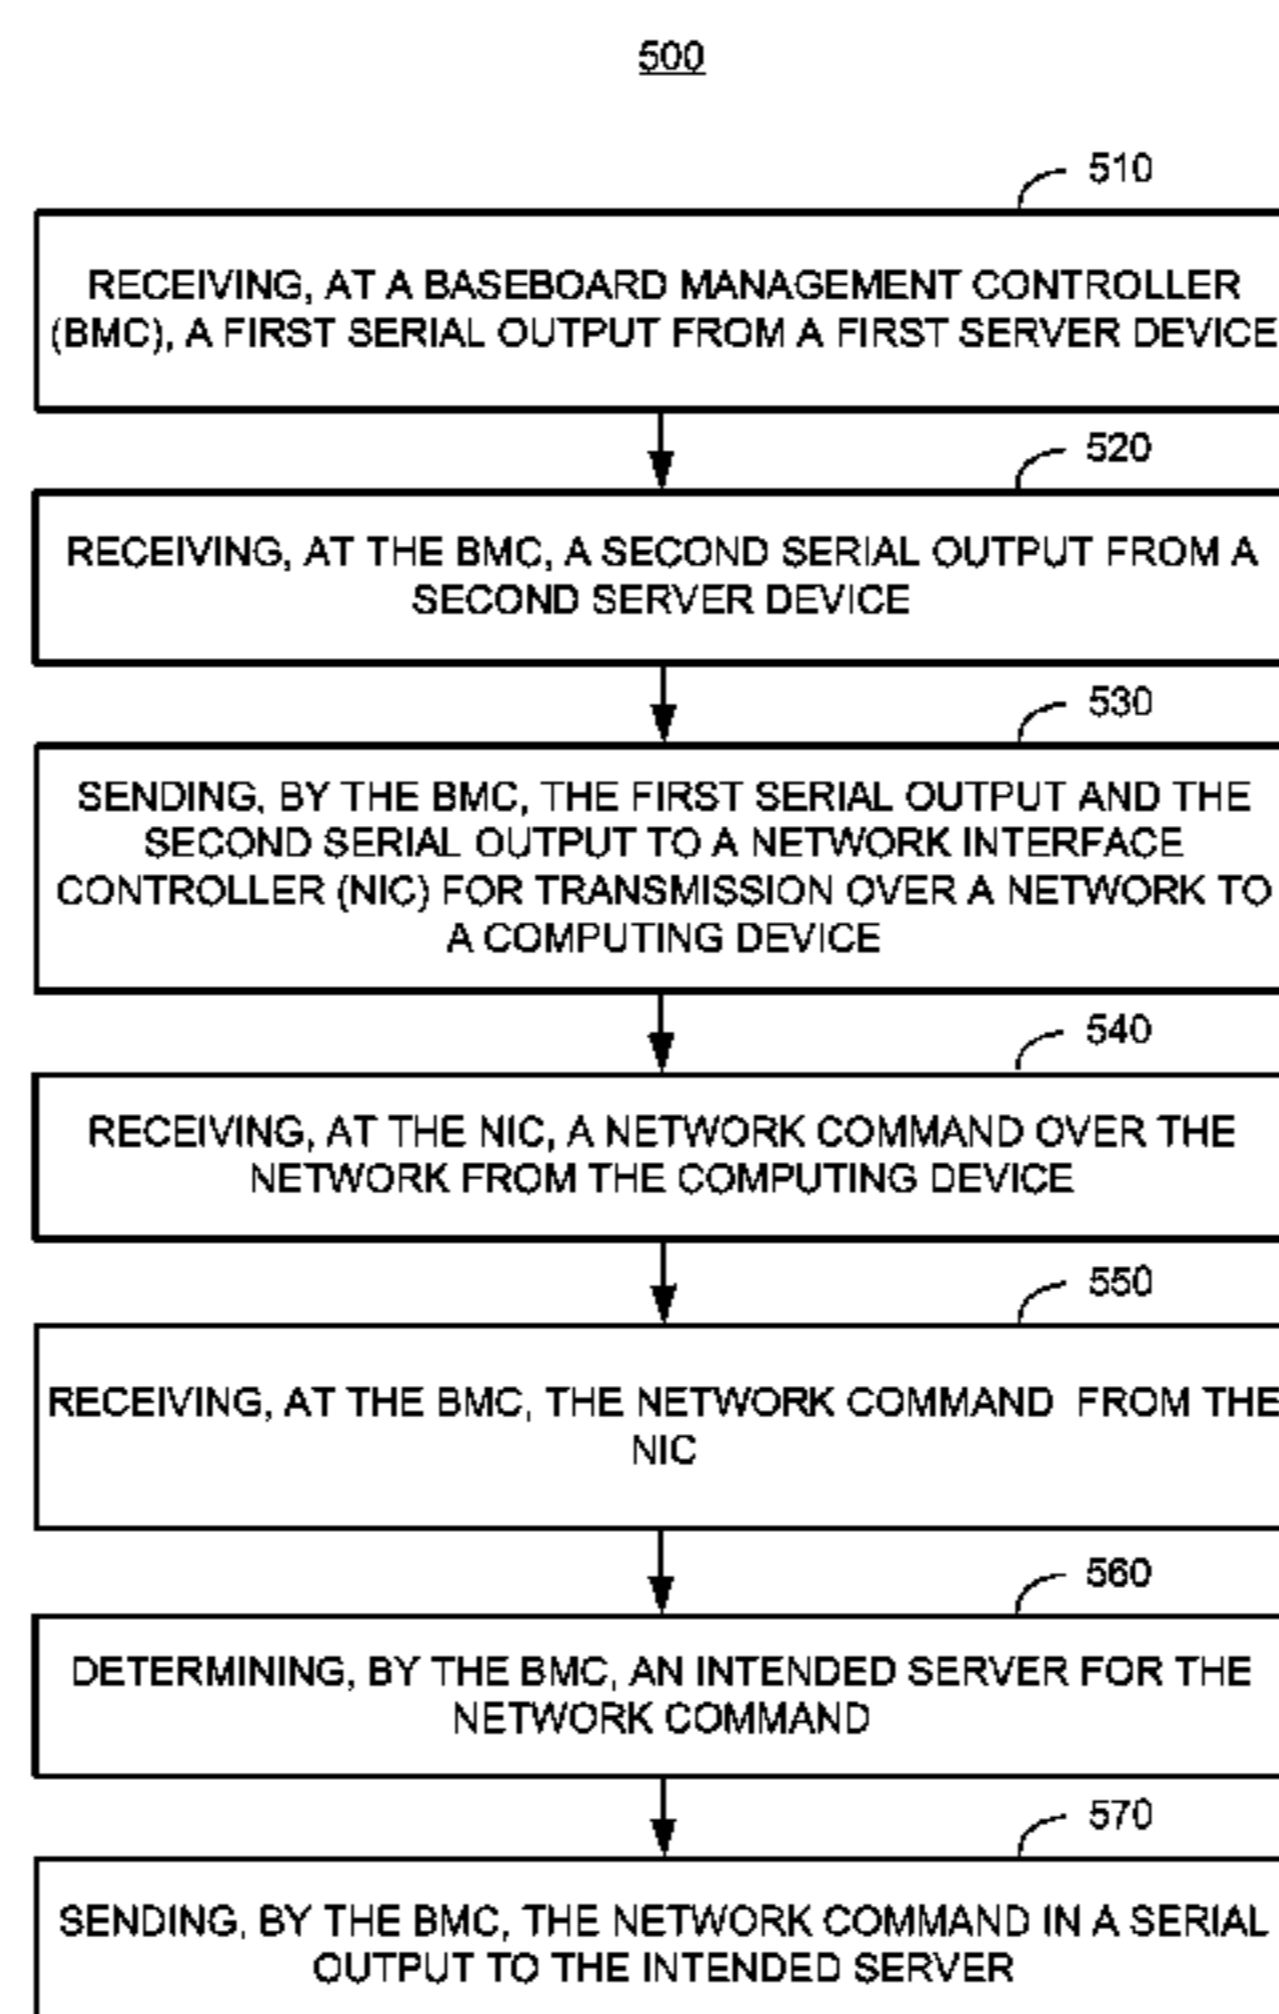 500
510
RECEIVING, AT A BASEBOARD MANAGEMENT CONTROLLER
(BMC), A FIRST SERIAL OUTPUT FROM A FIRST SERVER DEVICE
520
RECEIVING, AT THE BMC, A SECOND SERIAL OUTPUT FROM A
SECOND SERVER DEVICE
530
SENDING, BY THE BMC, THE FIRST SERIAL OUTPUT AND THE
SECOND SERIAL OUTPUT TO A NETWORK INTERFACE
CONTROLLER (NIC) FOR TRANSMISSION OVER A NETWORK TO
A COMPUTING DEVICE
540
RECEIVING, AT THE NIC, A NETWORK COMMAND OVER THE
NETWORK FROM THE COMPUTING DEVICE
550
RECEIVING, AT THE BMC, THE NETWORK COMMAND FROM THE
NIC
560
DETERMINING, BY THE BMC, AN INTENDED SERVER FOR THE
NETWORK COMMAND
570
SENDING, BY THE BMC, THE NETWORK COMMAND IN A SERIAL
OUTPUT TO THE INTENDED SERVER